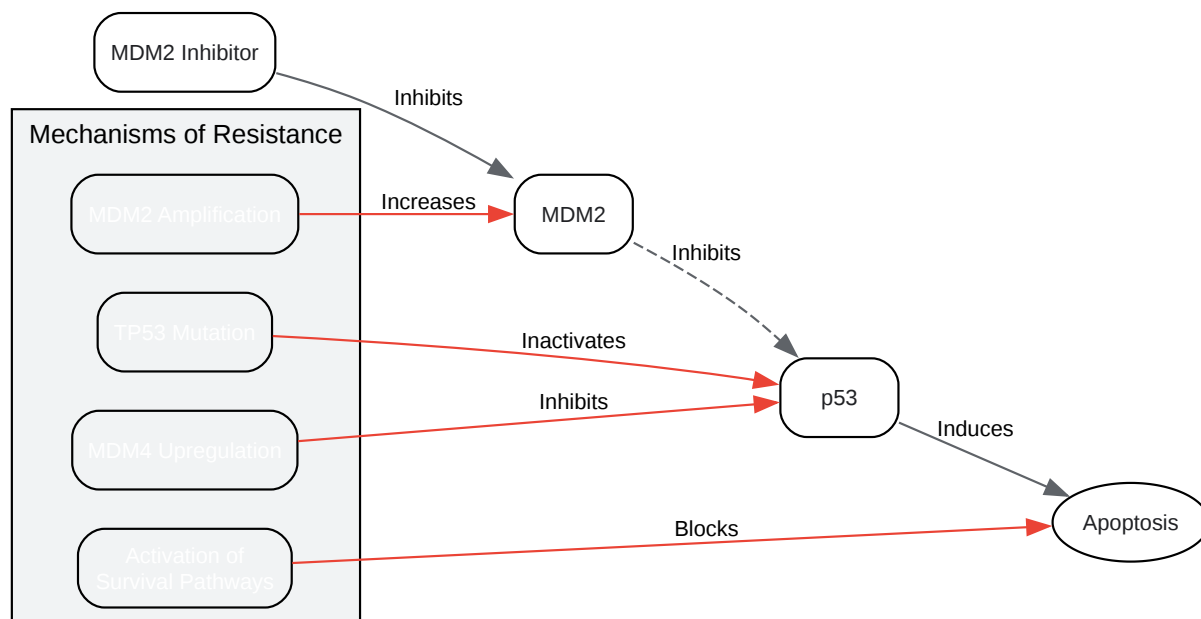 MDM2 Inhibitor
Inhibits
Mechanisms of Resistance
MDM2 Amplification
Increases
MDM2
Inhibits
TP53 Mutation
Inactivates
MDM4 Upregulation
Inhibits
p53
Induces
Activation of
Survival Pathways
Blocks
Apoptosis